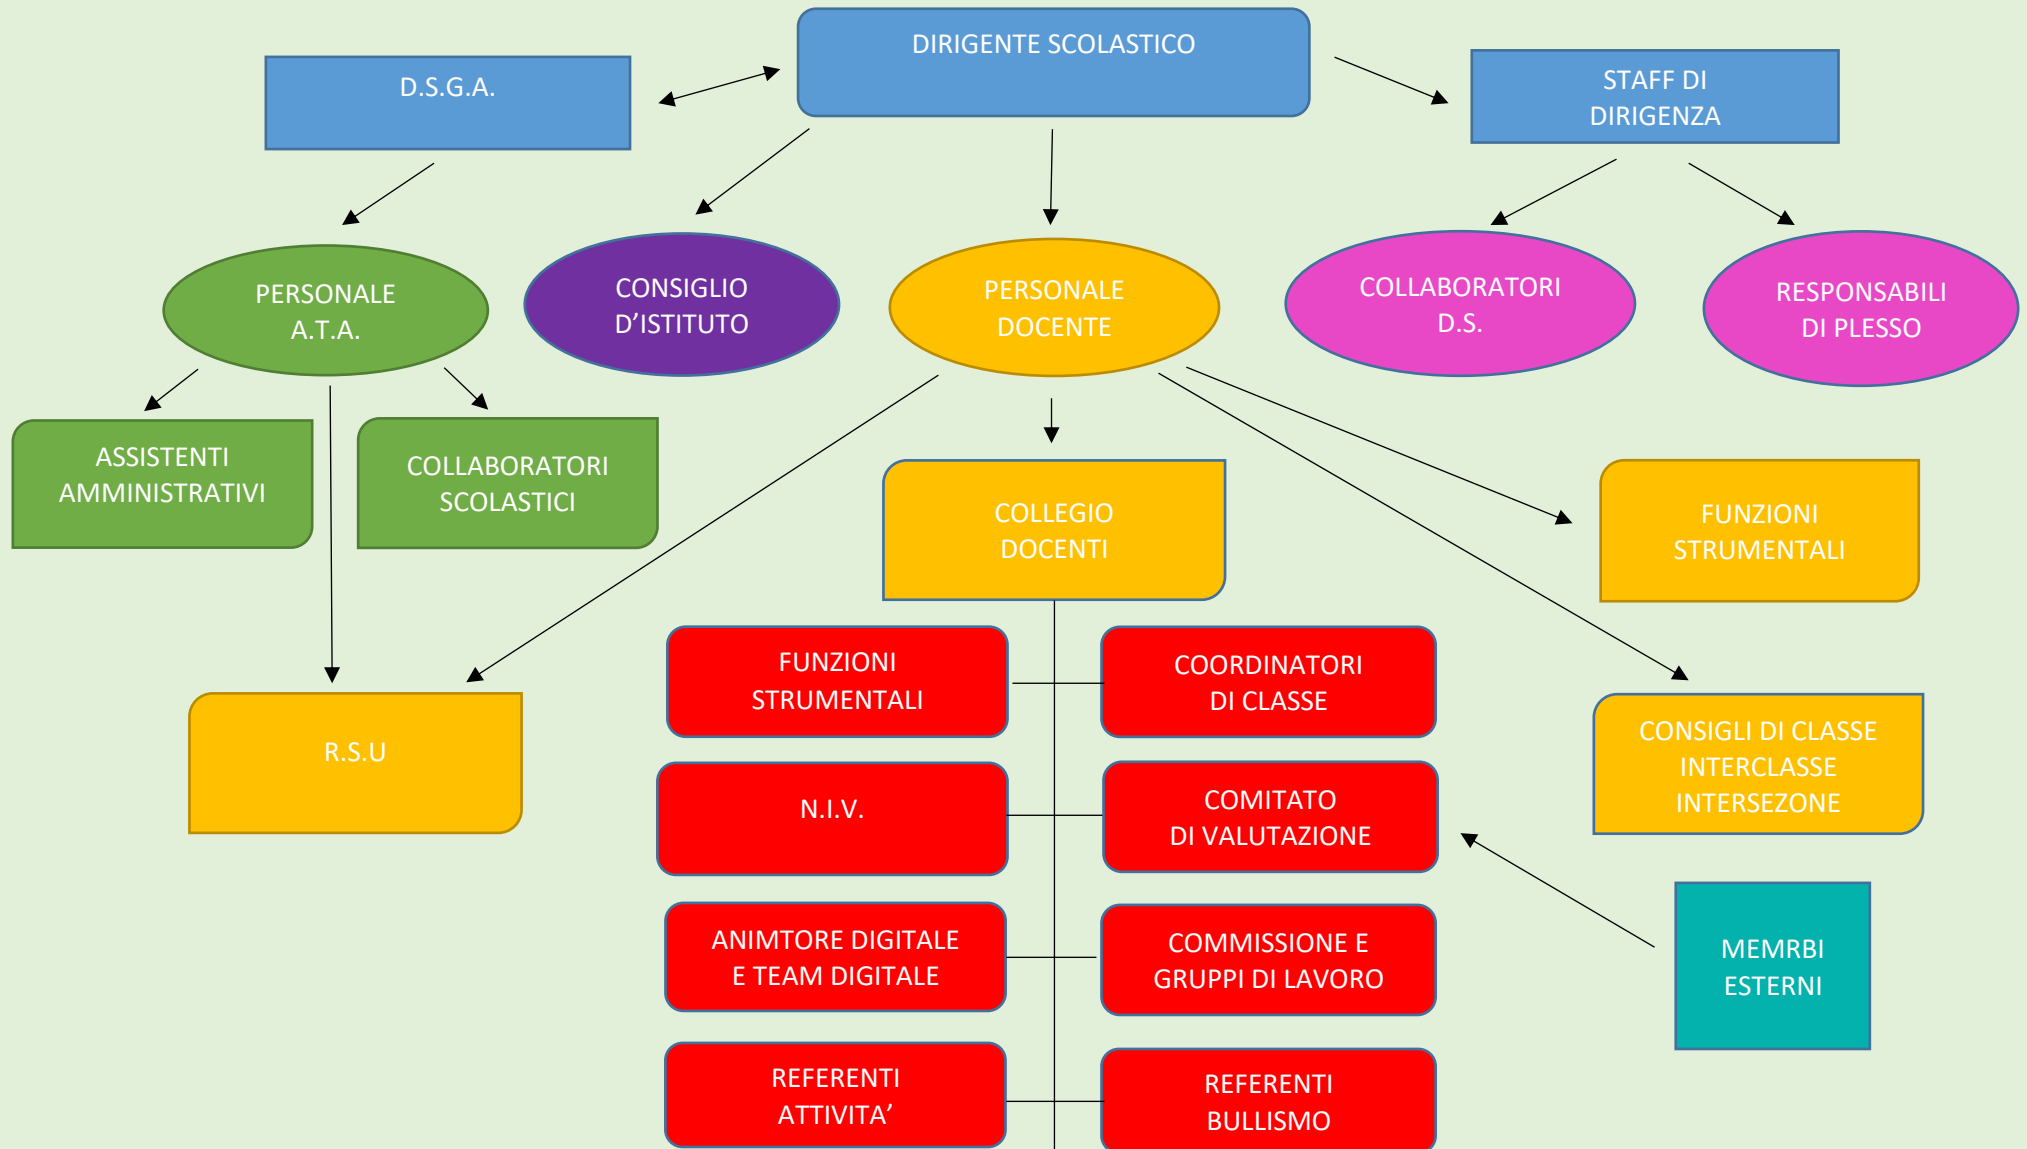 DIRIGENTE SCOLASTICO
D.S.G.A.
STAFF DI
DIRIGENZA
PERSONALE
A.T.A.
CONSIGLIO
D’ISTITUTO
PERSONALE
DOCENTE
COLLABORATORI
D.S.
RESPONSABILI
DI PLESSO
ASSISTENTI
AMMINISTRATIVI
COLLABORATORI
SCOLASTICI
COLLEGIO
DOCENTI
FUNZIONI
STRUMENTALI
FUNZIONI
STRUMENTALI
COORDINATORI
DI CLASSE
R.S.U
CONSIGLI DI CLASSE
INTERCLASSE
INTERSEZONE
N.I.V.
COMITATO
DI VALUTAZIONE
ANIMTORE DIGITALE
E TEAM DIGITALE
COMMISSIONE E
GRUPPI DI LAVORO
MEMRBI
ESTERNI
REFERENTI
ATTIVITA’
REFERENTI
BULLISMO